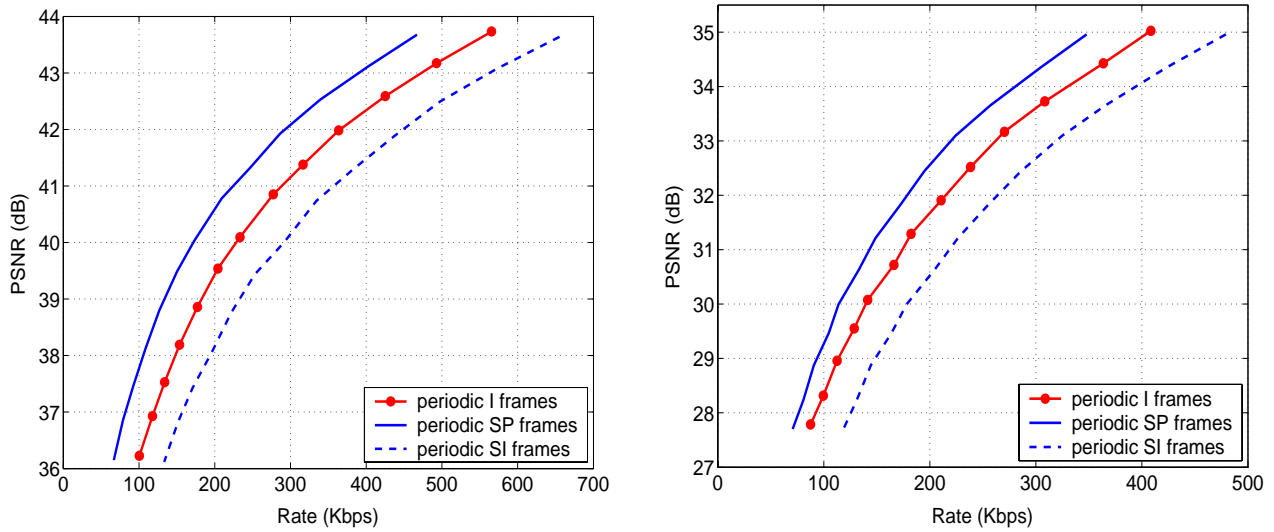 44
43
42
41
40
39
38
37
36
PSNR (dB)
0 100 200 300 400 500 600 700
Rate (Kbps)
periodic I frames
periodic SP frames
periodic SI frames
35
34
33
32
31
30
29
28
27
PSNR (dB)
0 100 200 300 400 500
Rate (Kbps)
periodic I frames
periodic SP frames
periodic SI frames